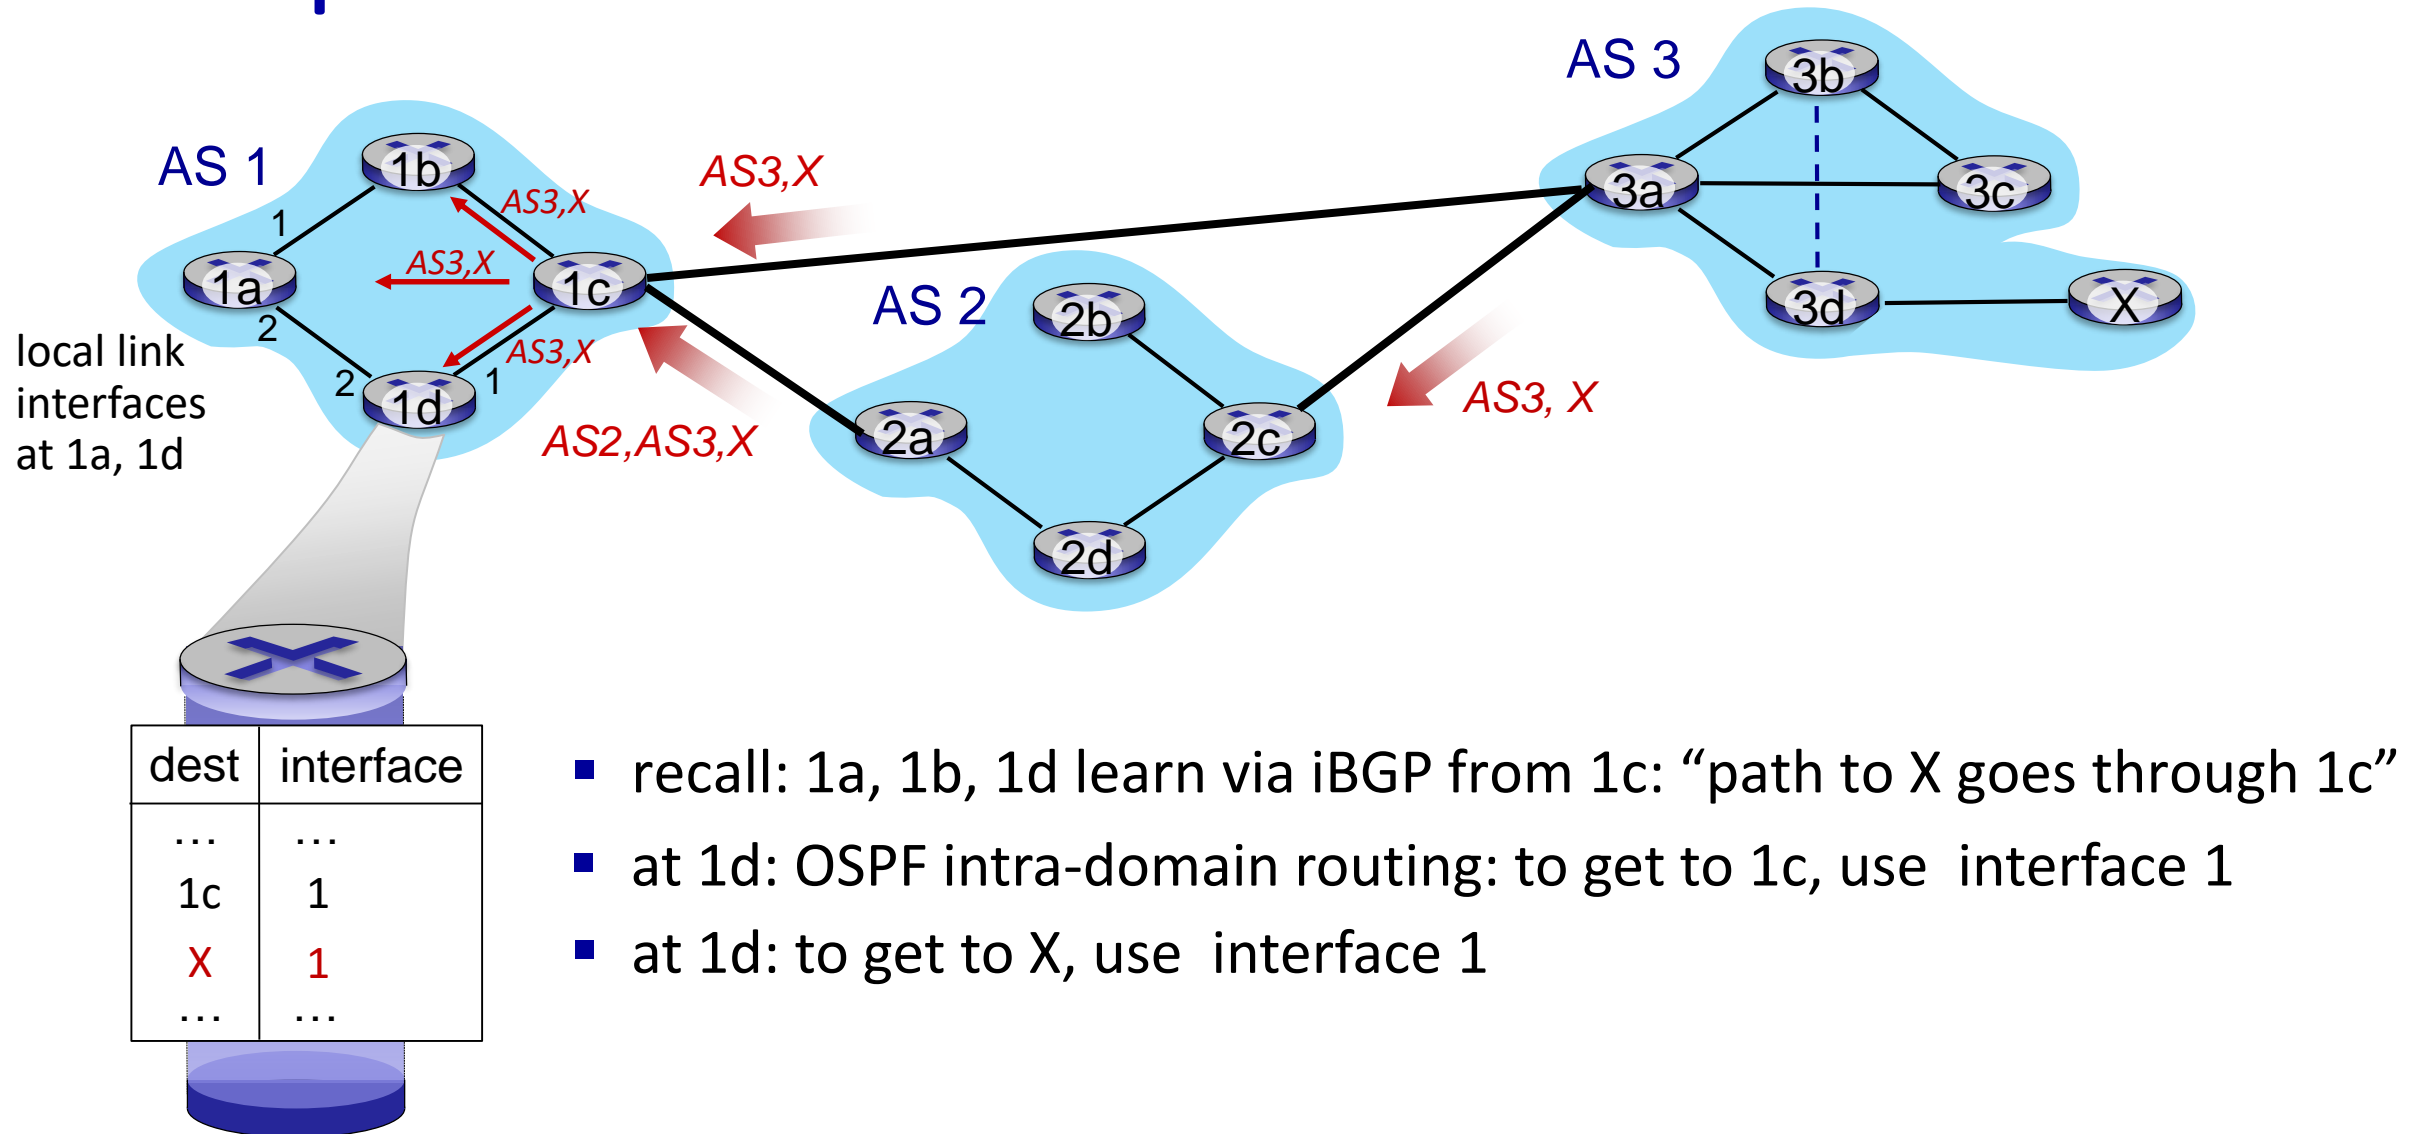 AS 3
3b
AS 1
1b
AS3,X
AS3,X
3a
3c
1
AS3,X
1a
1c
AS 2
2b
3d
X
2
local link
interfaces
at 1a, 1d
2
1
AS3,X
1d
AS3, X
AS2,AS3,X
2a
2c
2d
dest interface
... ...
1c 1
X 1
... ...
▪ recall: 1a, 1b, 1d learn via iBGP from 1c: “path to X goes through 1c”
▪ at 1d: OSPF intra-domain routing: to get to 1c, use interface 1
▪ at 1d: to get to X, use interface 1